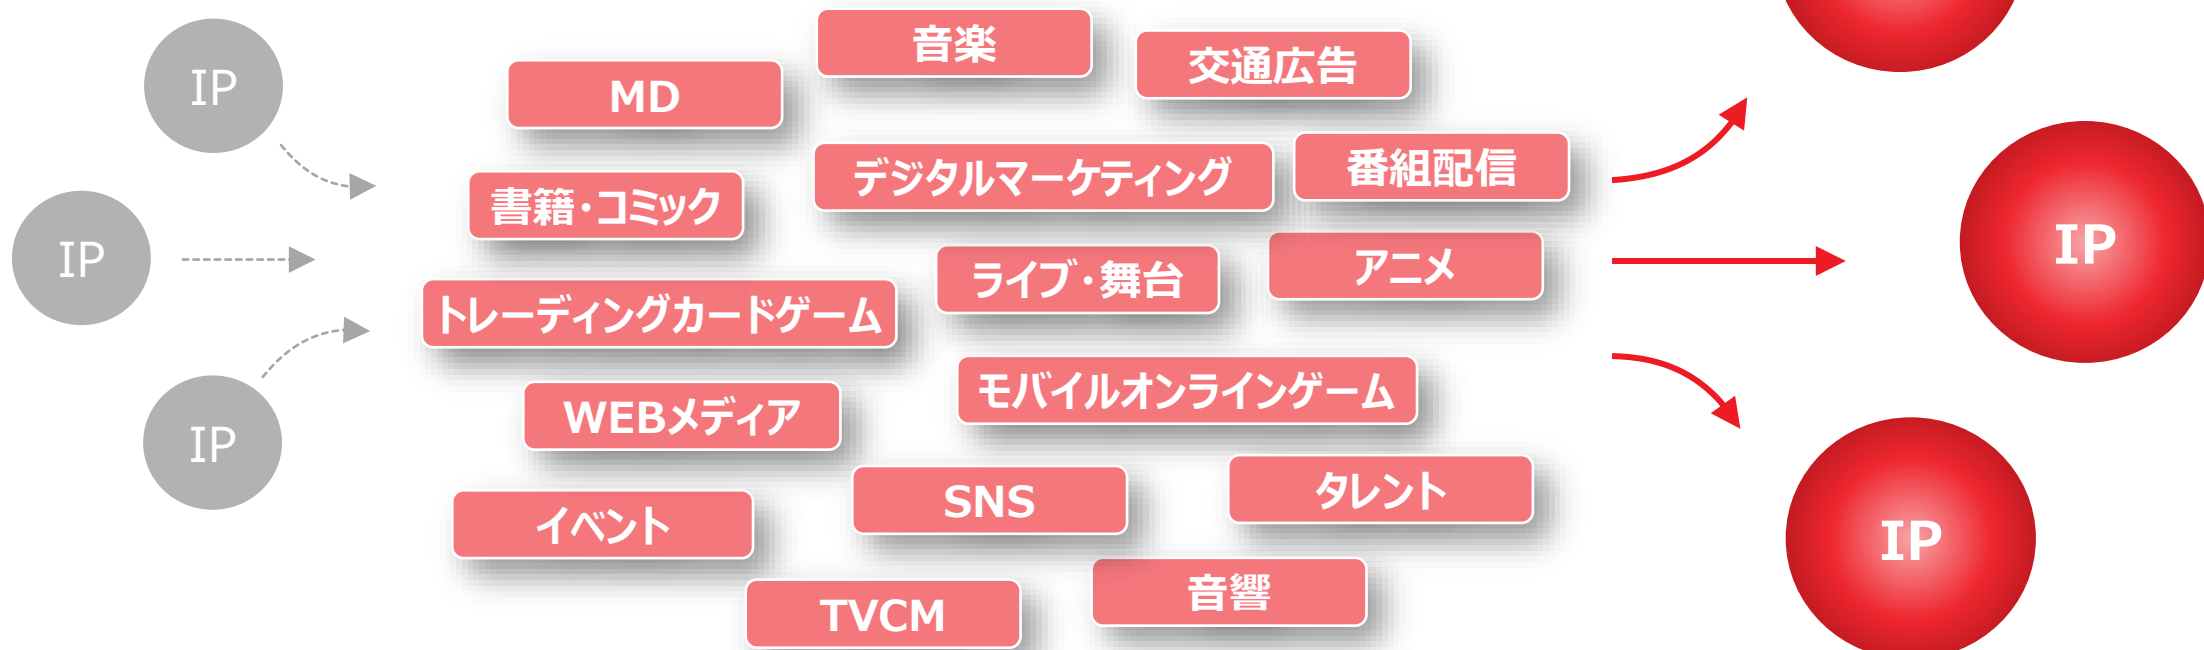 IP
IP
IP
音楽
交通広告
MD
デジタルマーケティング
番組配信
書籍・コミック
ライブ・舞台
アニメ
トレーディングカードゲーム
モバイルオンラインゲーム
WEBメディア
タレント
SNS
イベント
音響
TVCM
IP
IP